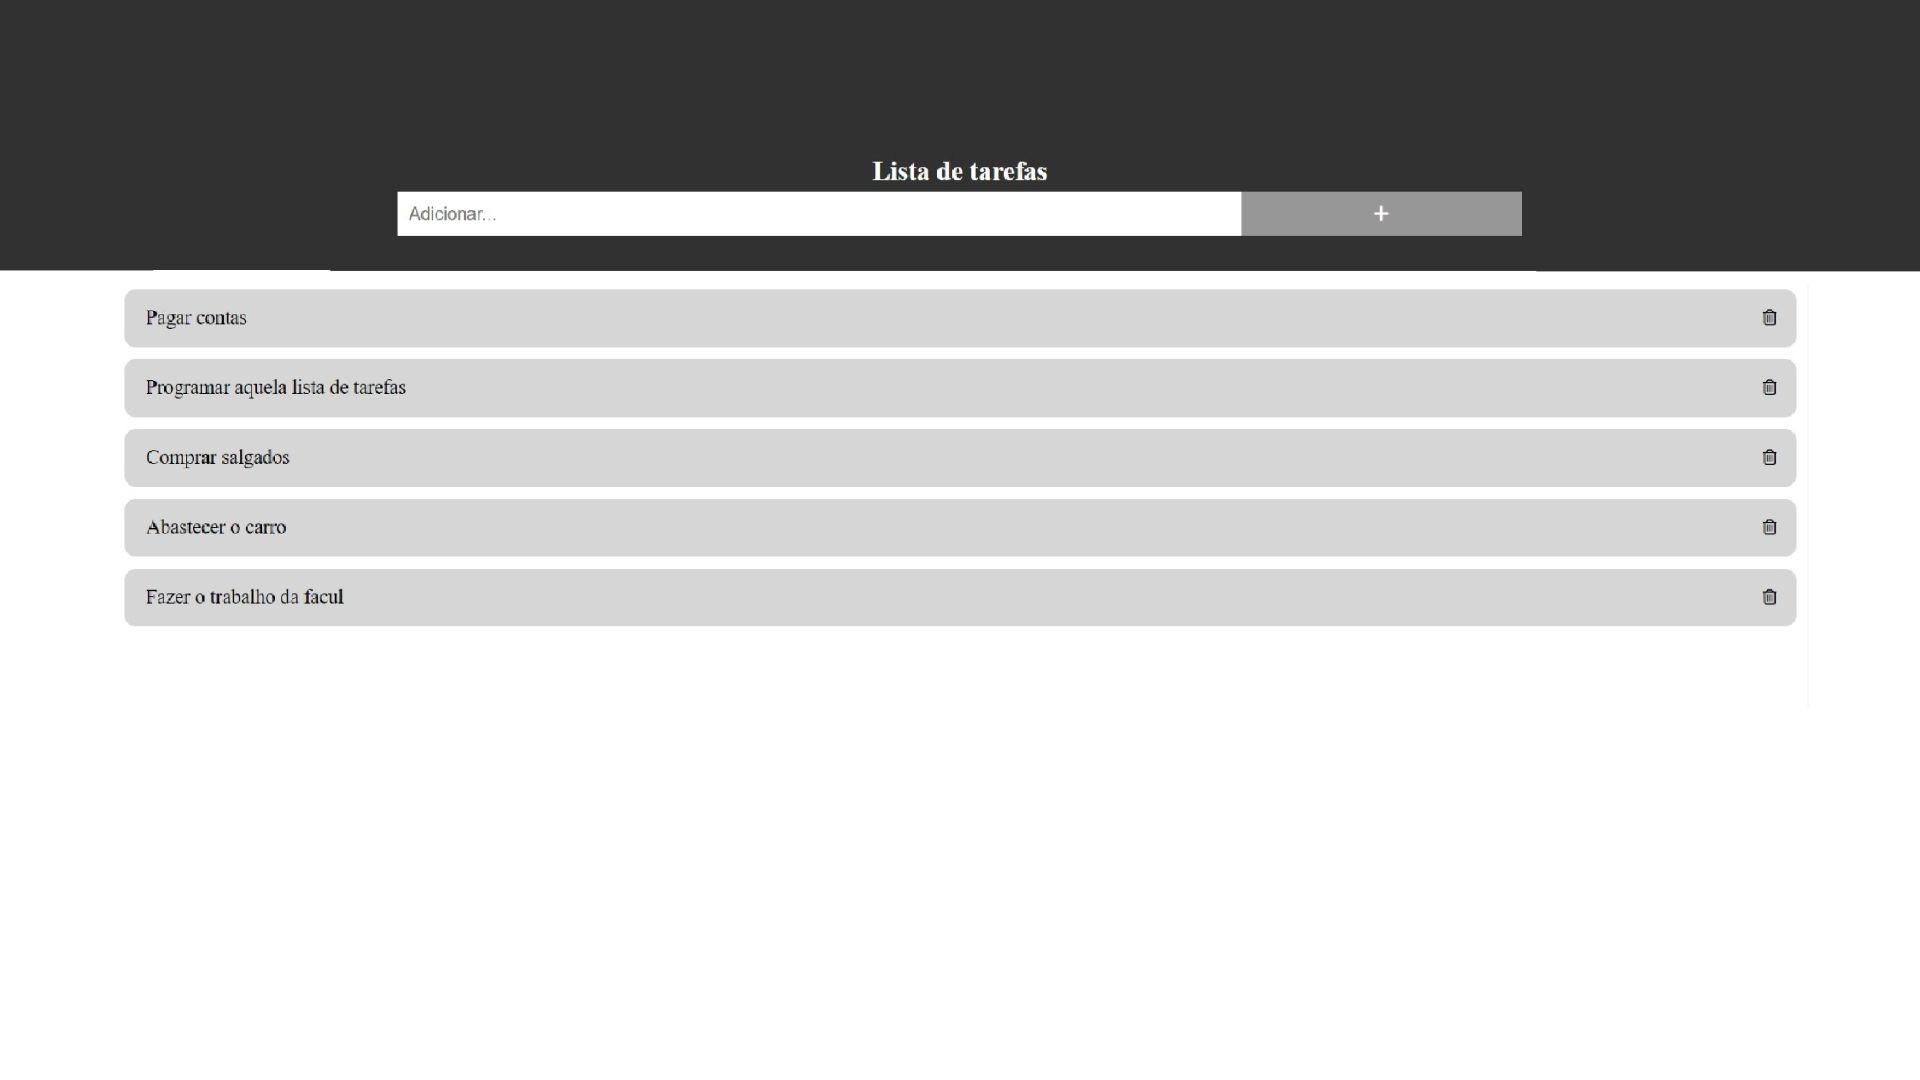 Lista de tarefas
Adicionar...
+
Pagar contas
Programar aquela lista de tarefas
Comprar salgados
Abastecer o carro
Fazer o trabalho da facul